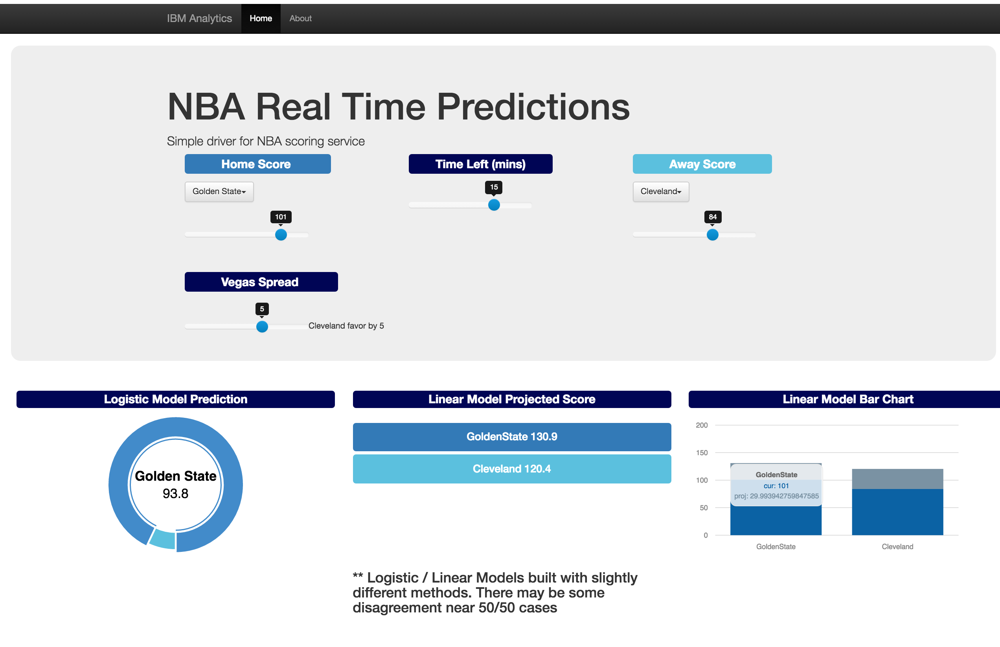 IBM Analytics Home About
NBA Real Time Predictions
Simple driver for NBA scoring service
Home Score
Golden State
101
Time Left (mins)
15
Away Score
Cleveland
84
Vegas Spread
5
Cleveland favor by 5
Logistic Model Prediction
Golden State
93.8
Linear Model Projected Score
GoldenState 130.9
Cleveland 120.4
** Logistic / Linear Models built with slightly
different methods. There may be some
disagreement near 50/50 cases
Linear Model Bar Chart
200
150
100
50
0
GoldenState
cur: 101
proj: 29.993942759847585
GoldenState
Cleveland